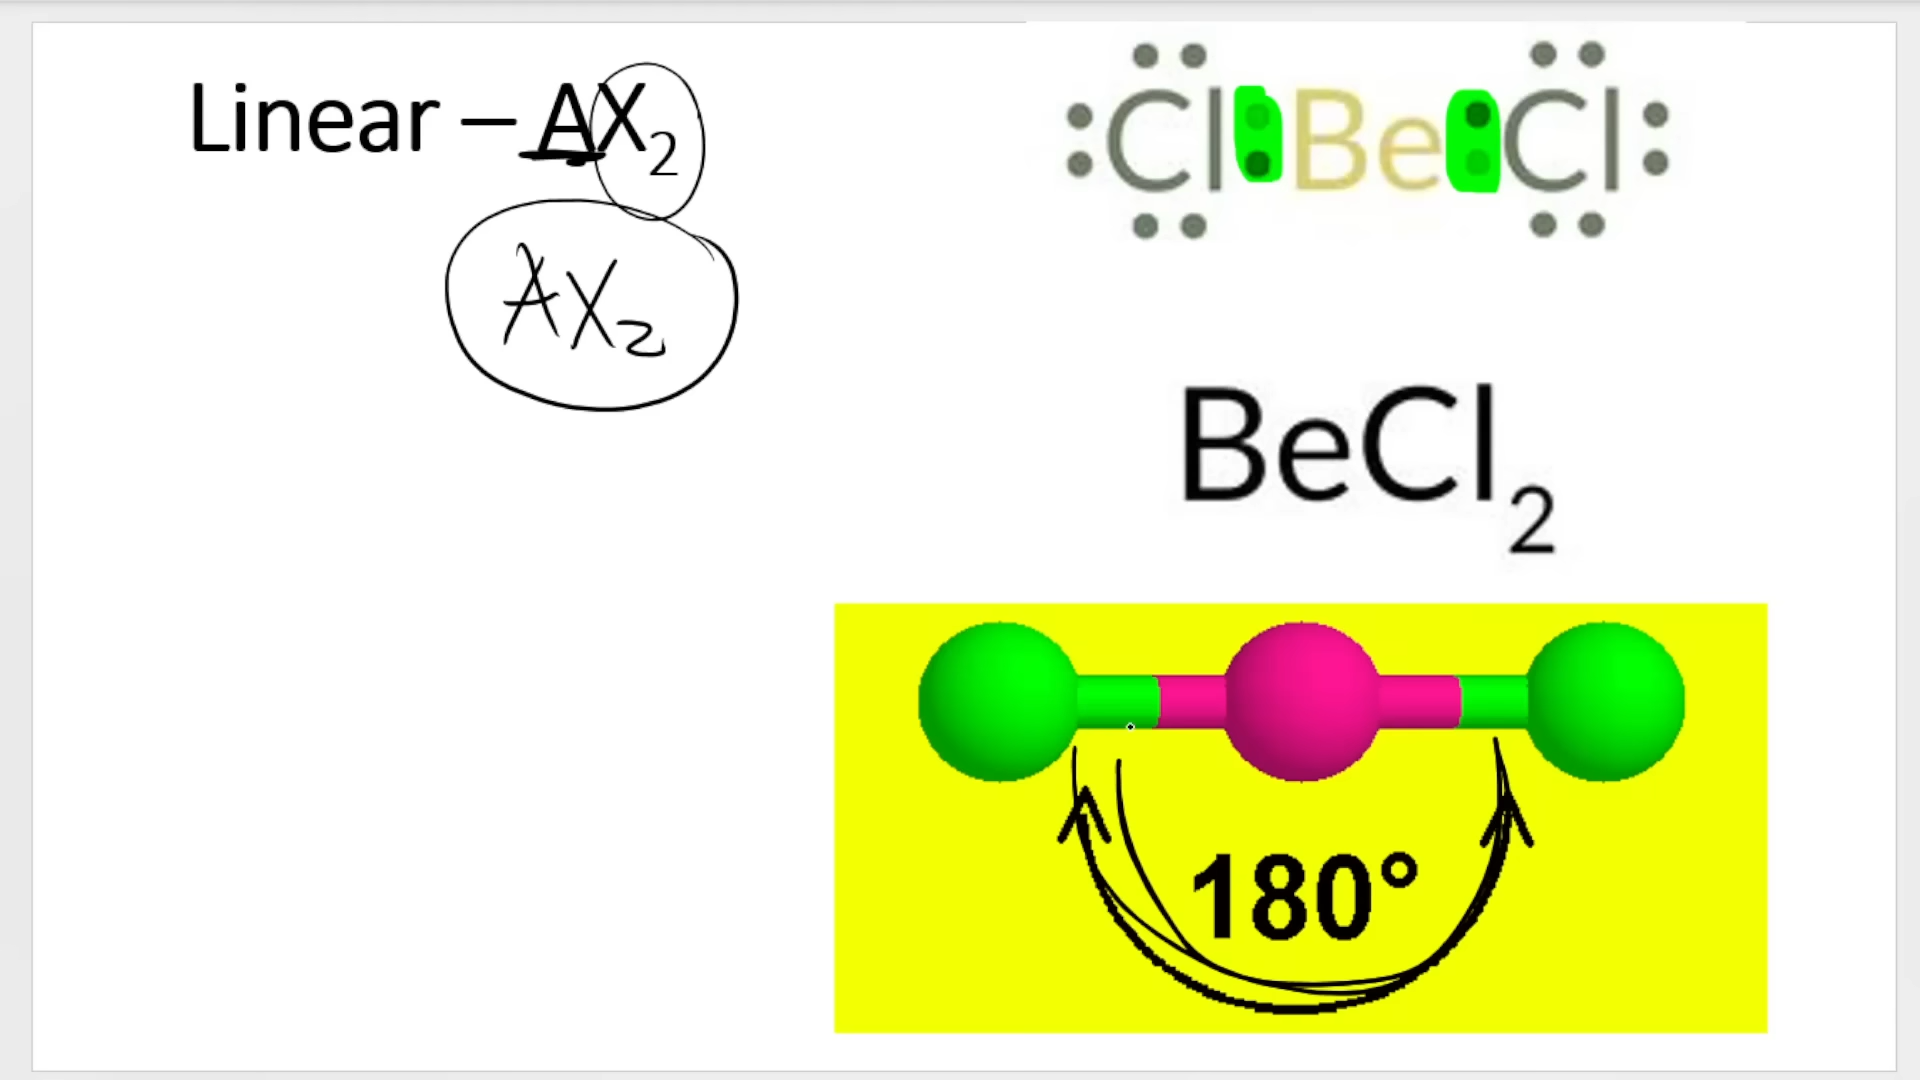 Linear – AX₂
AX₂
:Cl:Be:Cl:
BeCl₂
180°